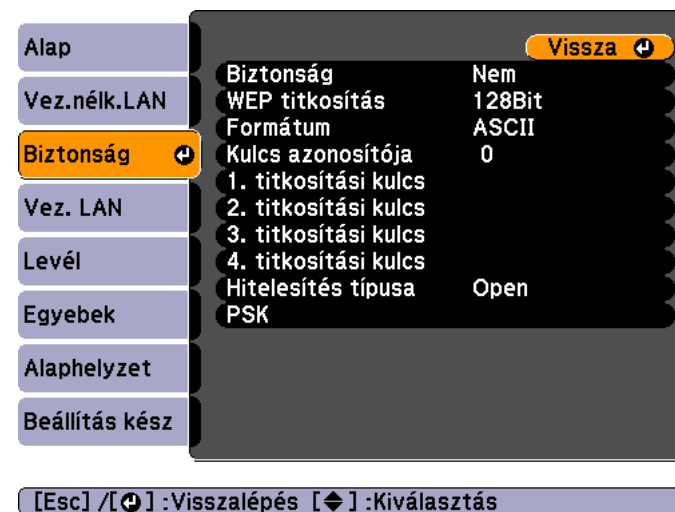 Alap
Vez.nélk.LAN
Biztonság
Vez. LAN
Levél
Egyebek
Alaphelyzet
Beállítás kész
Vissza
Biztonság Nem
WEP titkosítás 128Bit
Formátum ASCII
Kulcs azonosítója 0
1. titkosítási kulcs
2. titkosítási kulcs
3. titkosítási kulcs
4. titkosítási kulcs
Hitelesítés típusa Open
PSK
[Esc] /[⏎] :Visszalépés [◆] :Kiválasztás